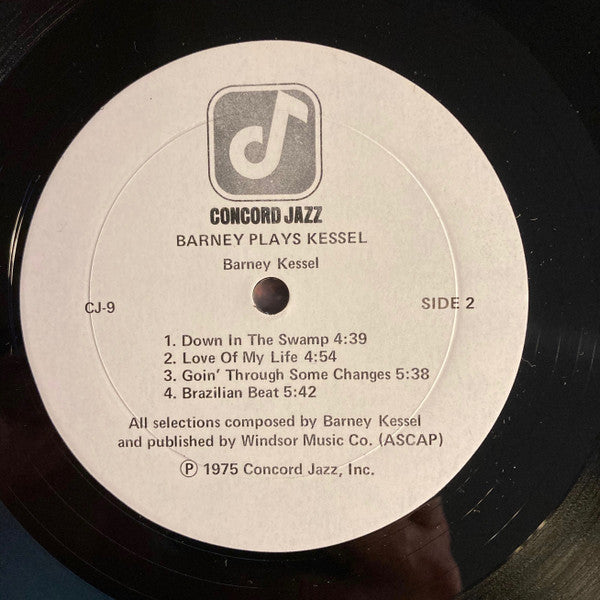 CONCORD JAZZ
BARNEY PLAYS KESSEL
Barney Kessel
CJ-9
SIDE 2
1. Down In The Swamp 4:39
2. Love Of My Life 4:54
3. Goin' Through Some Changes 5:38
4. Brazilian Beat 5:42
All selections composed by Barney Kessel
and published by Windsor Music Co. (ASCAP)
Ⓟ 1975 Concord Jazz, Inc.